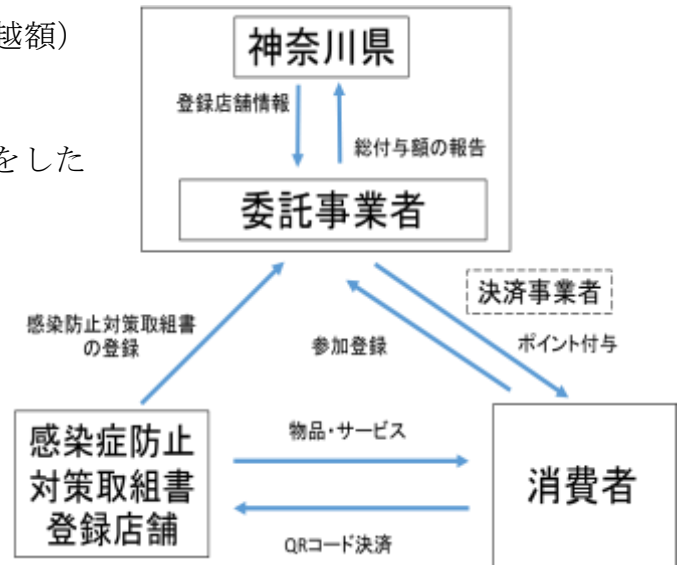 越額）
神奈川県
登録店舗情報
総付与額の報告
をした
委託事業者
決済事業者
感染防止対策取組書
の登録
参加登録
ポイント付与
感染症防止
対策取組書
登録店舗
物品・サービス
消費者
QRコード決済